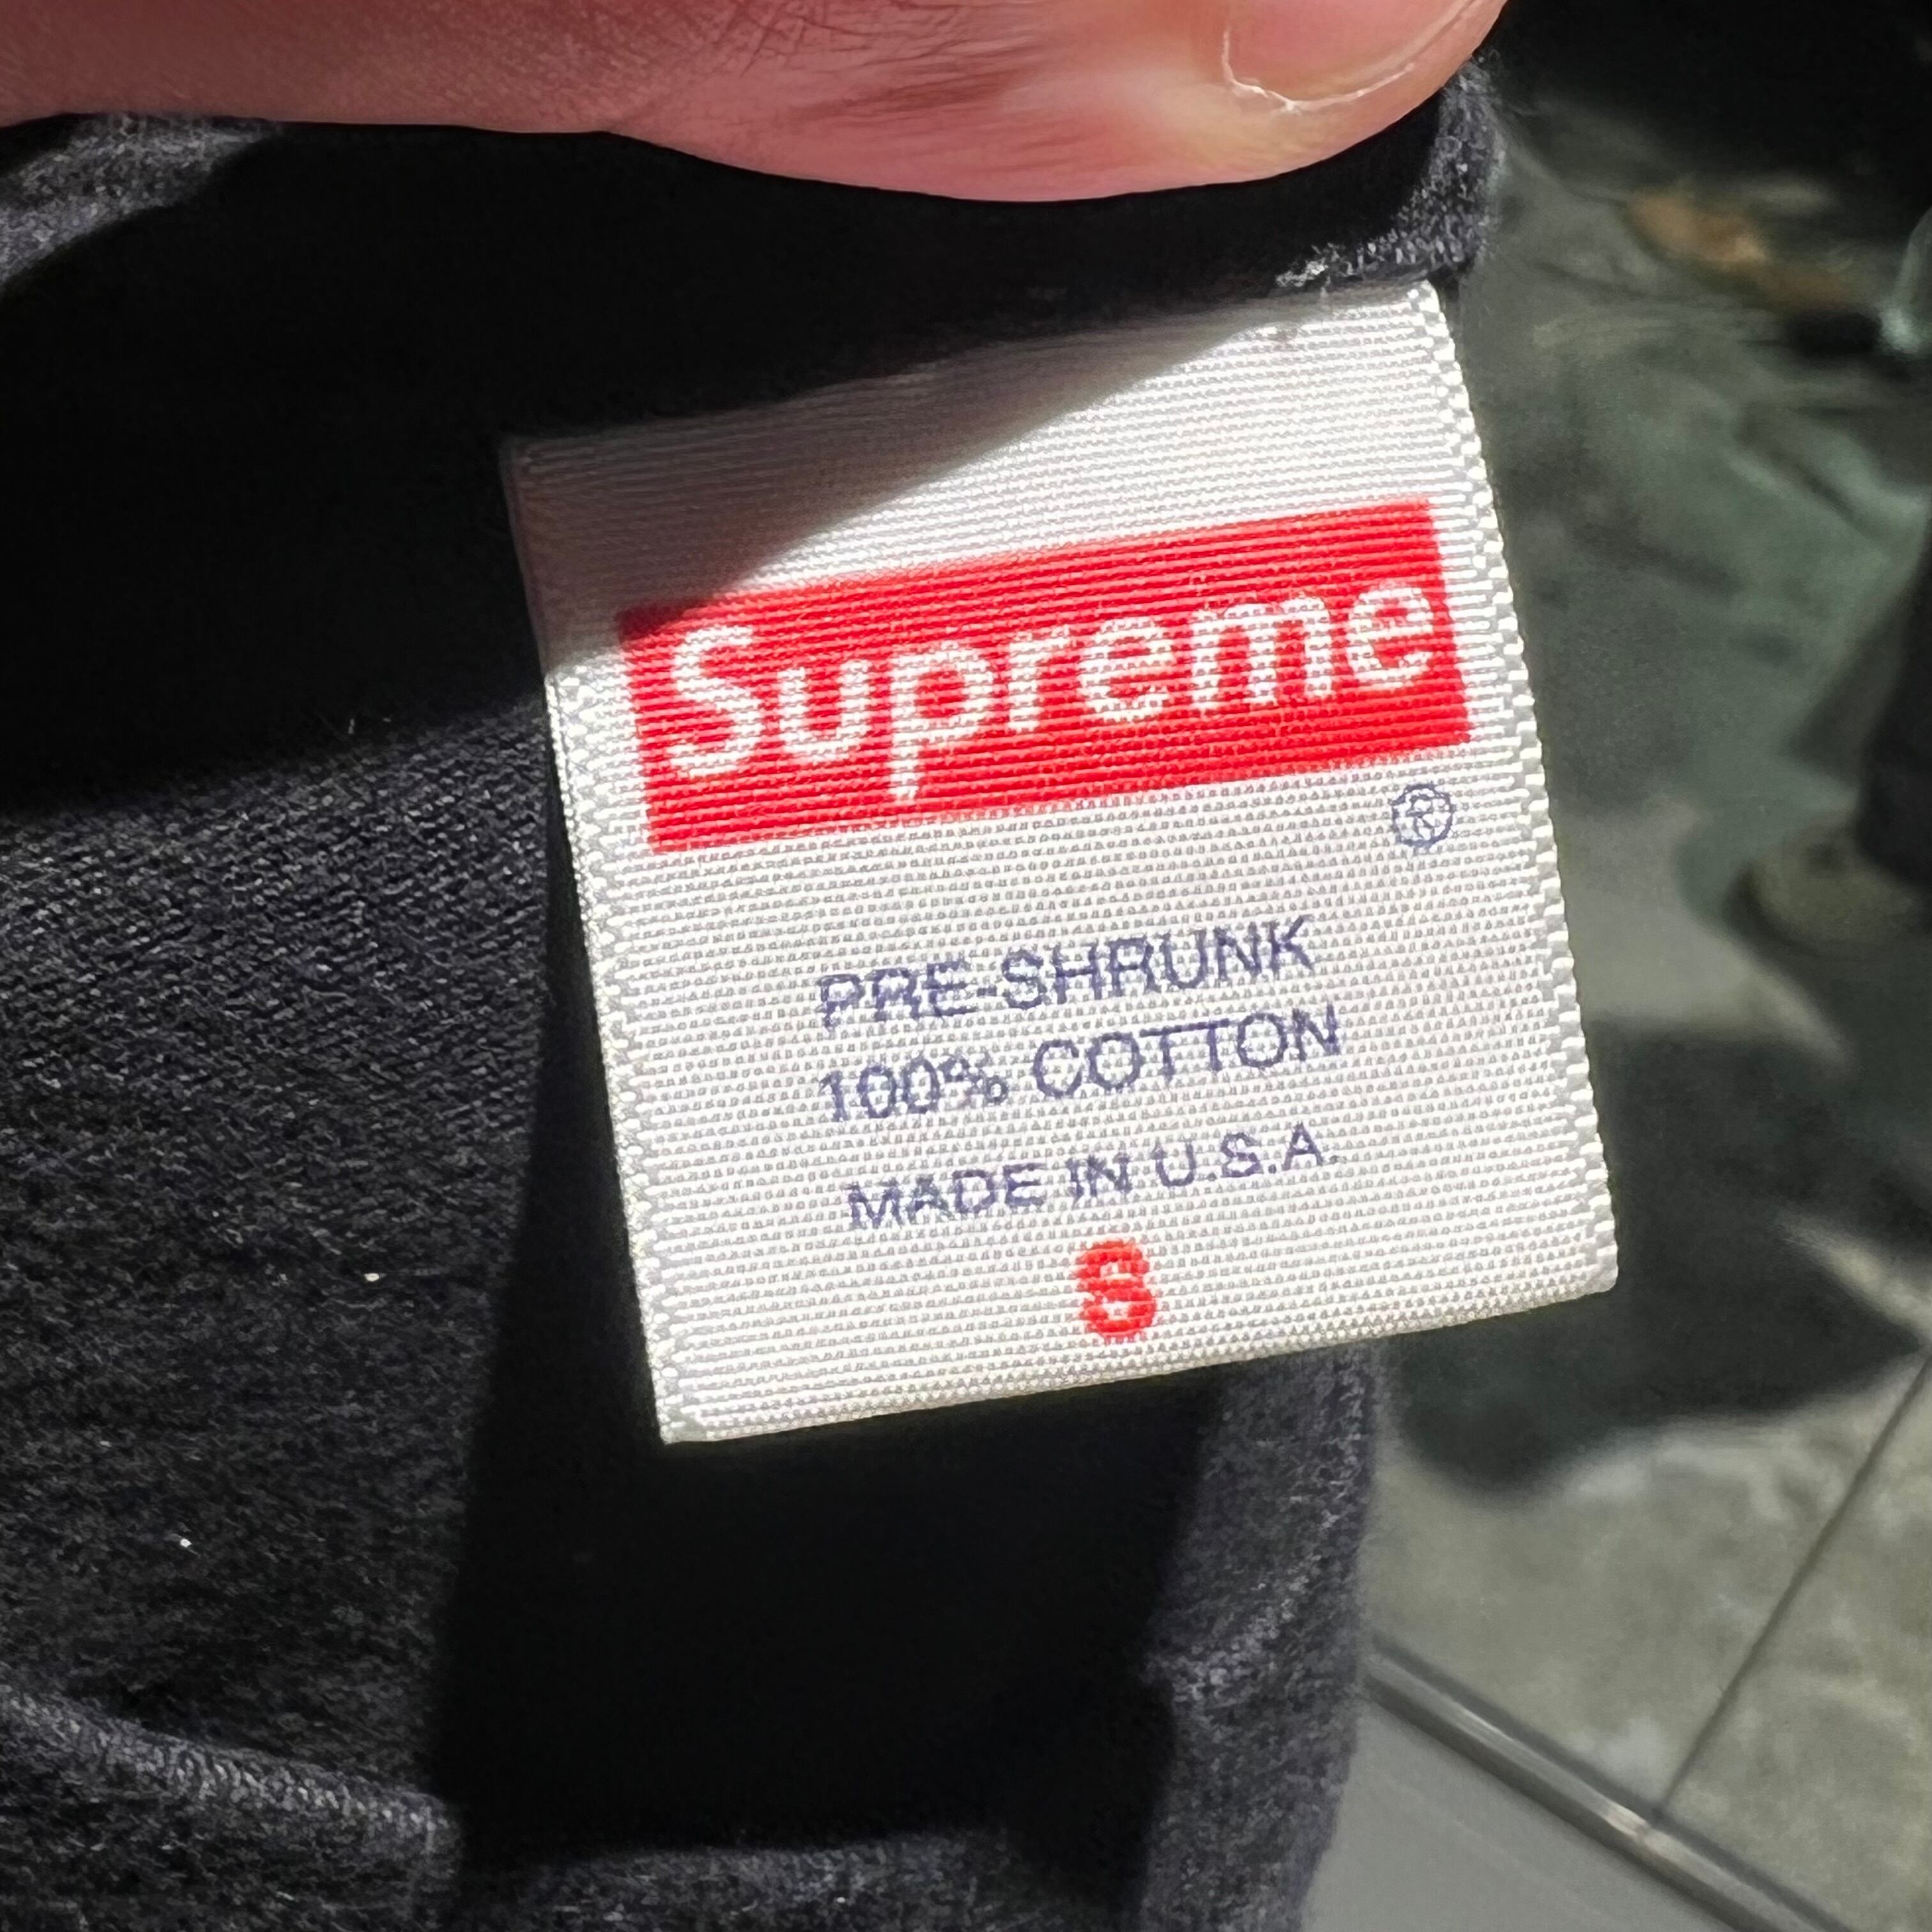 Supreme
®
PRE-SHRUNK
100% COTTON
MADE IN U.S.A.
S